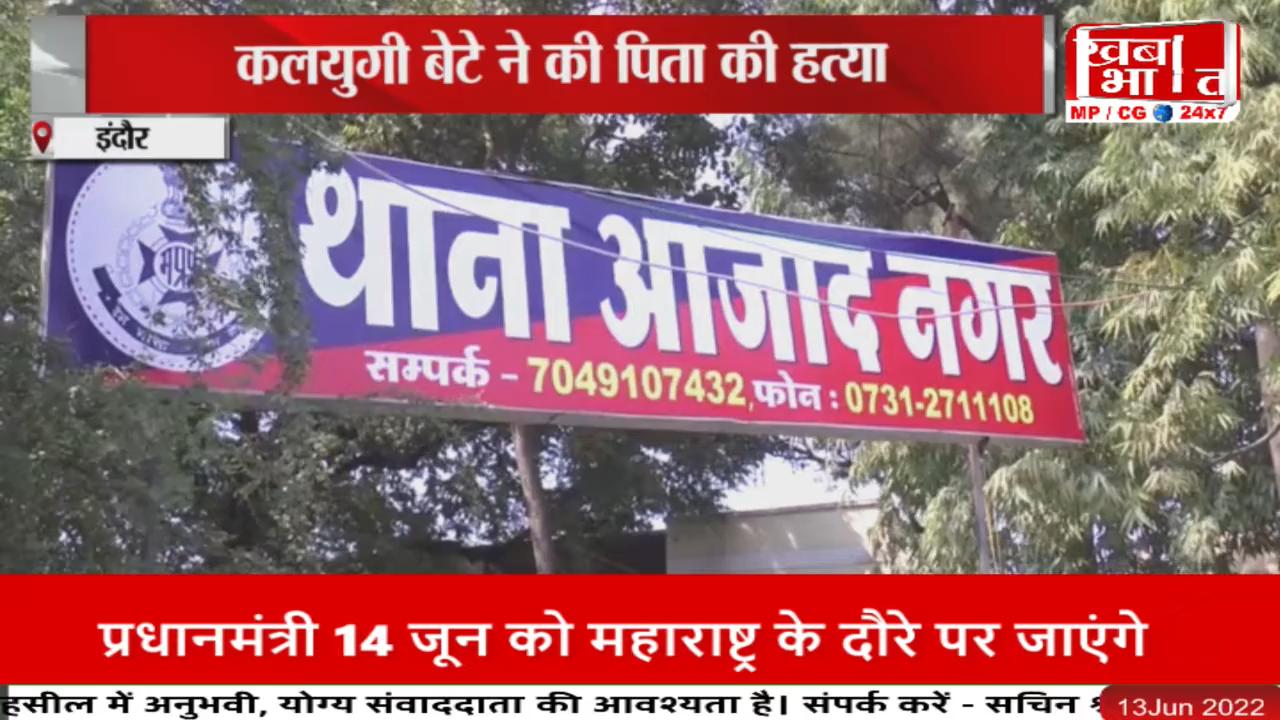 कलयुगी बेटे ने की पिता की हत्या
खबर
भारत
MP / CG 24x7
इंदौर
थाना आजाद नगर
सम्पर्क - 7049107432, फोन : 0731-2711108
प्रधानमंत्री 14 जून को महाराष्ट्र के दौरे पर जाएंगे
हसील में अनुभवी, योग्य संवाददाता की आवश्यता है। संपर्क करें - सचिन
13Jun 2022